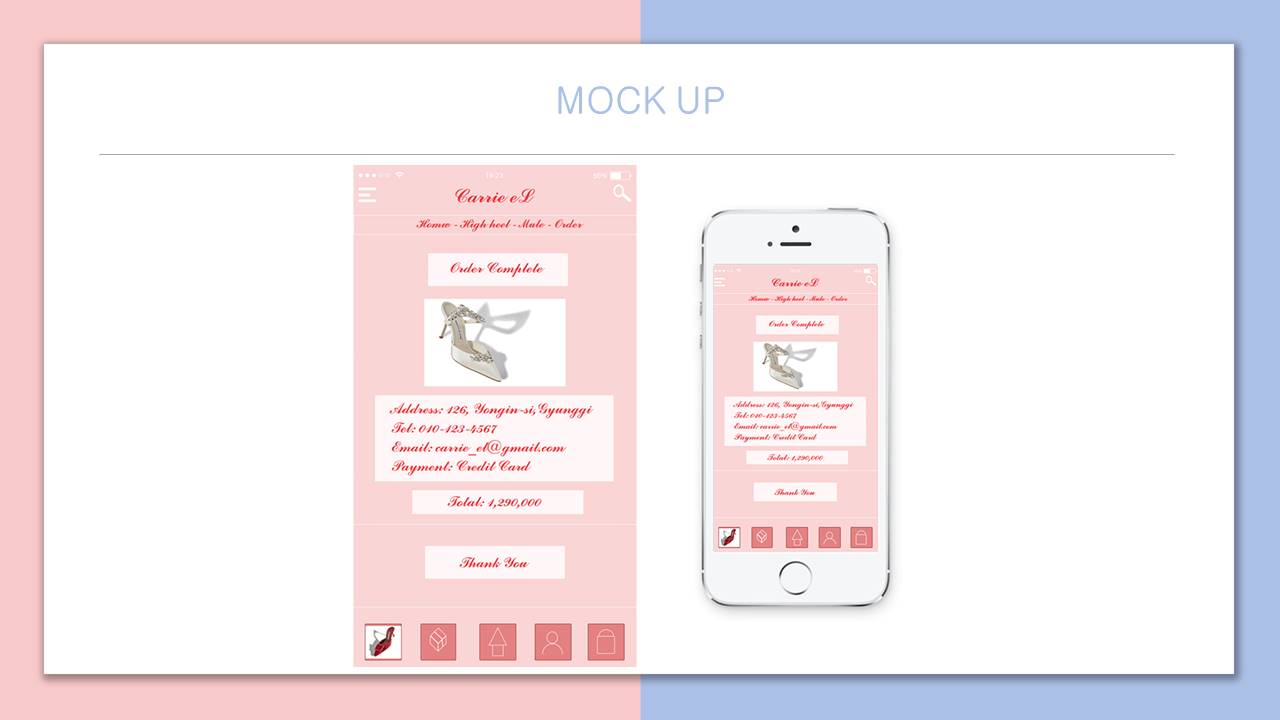 MOCK UP
19:23
50%
Carrie eL
Home - High heel - Mule - Order
Order Complete
Address: 126, Yongin-si,Gyunggi
Tel: 010-123-4567
Email: carrie_el@gmail.com
Payment: Credit Card
Total: 1,290,000
Thank You
Carrie eL
Home - High heel - Mule - Order
Order Complete
Address: 126, Yongin-si,Gyunggi
Tel: 010-123-4567
Email: carrie_el@gmail.com
Payment: Credit Card
Total: 1,290,000
Thank You